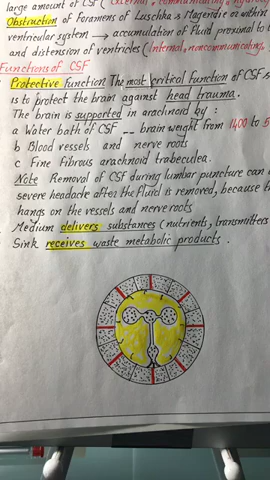 large amount of CSF ( external, communicating, hydroc
Obstruction of Foramens of Luschka & Magendie or within
ventricular system → accumulation of Fluid proximal to
and distension of ventricles (Internal, noncommunicating,
Functions of CSF
Protective function The most critical function of CSF is
is to protect the brain against head trauma.
The brain is supported in arachnoid by :
a Water bath of CSF __ brain weight from 1400 to 5
b Blood vessels and nerve roots
c Fine Fibrous arachnoid trabeculea.
Note Removal of CSF during lumbar puncture can
severe headache after the Fluid is removed, because
hangs on the vessels and nerve roots
Medium delivers substances (nutrients, transmitters
Sink receives waste metabolic products .